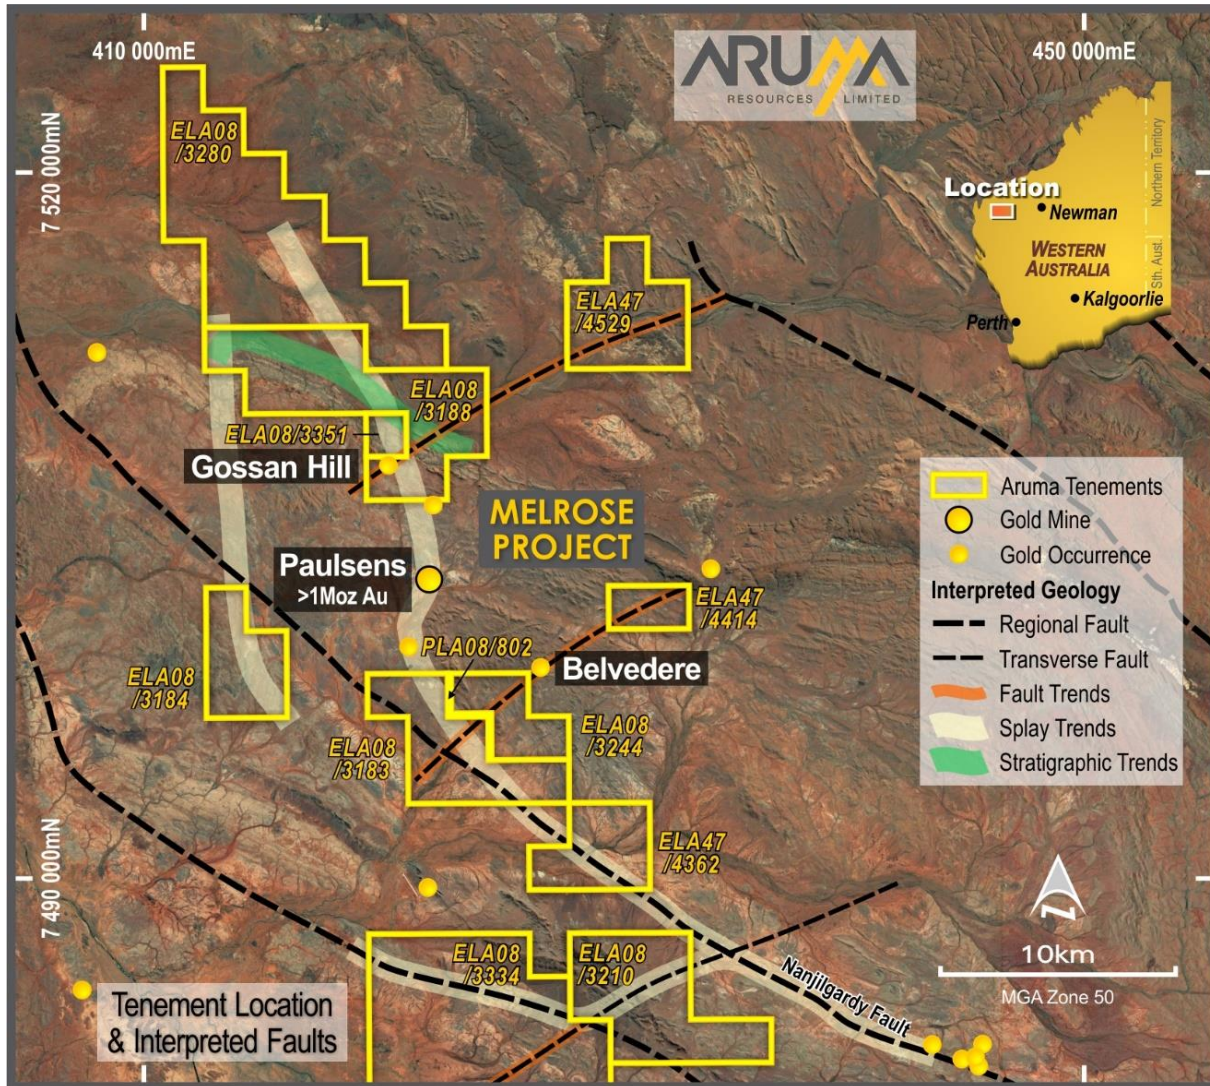 410 000mE
450 000mE
ARUMA
RESOURCES LIMITED
7 520 000mN
ELA08
/3280
Location
Newman
WESTERN
AUSTRALIA
Kalgoorlie
Perth
Northern Territory
Sth. Aust.
ELA47
/4529
ELA08
/3188
ELA08/3351
Gossan Hill
MELROSE
PROJECT
Paulsens
>1Moz Au
ELA47
/4414
PLA08/802
Belvedere
ELA08
/3184
ELA08
/3183
ELA08
/3244
ELA47
/4362
Aruma Tenements
Gold Mine
Gold Occurrence
Interpreted Geology
Regional Fault
Transverse Fault
Fault Trends
Splay Trends
Stratigraphic Trends
7 490 000mN
ELA08
/3334
ELA08
/3210
Nanjilgardy Fault
N
10km
MGA Zone 50
Tenement Location
& Interpreted Faults